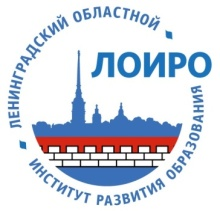 ЛЕНИНГРАДСКИЙ ОБЛАСТНОЙ
ЛОИРО
ИНСТИТУТ РАЗВИТИЯ ОБРАЗОВАНИЯ